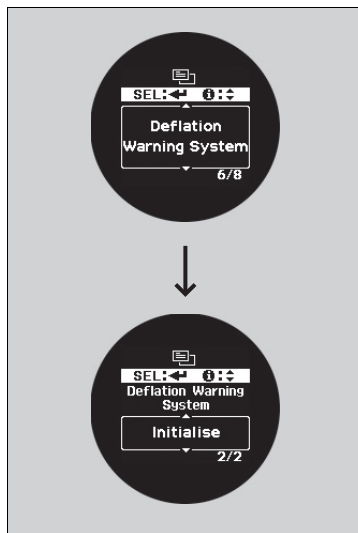 SEL:
i:
Deflation
Warning System
6/8
SEL:
i:
Deflation Warning
System
Initialise
2/2